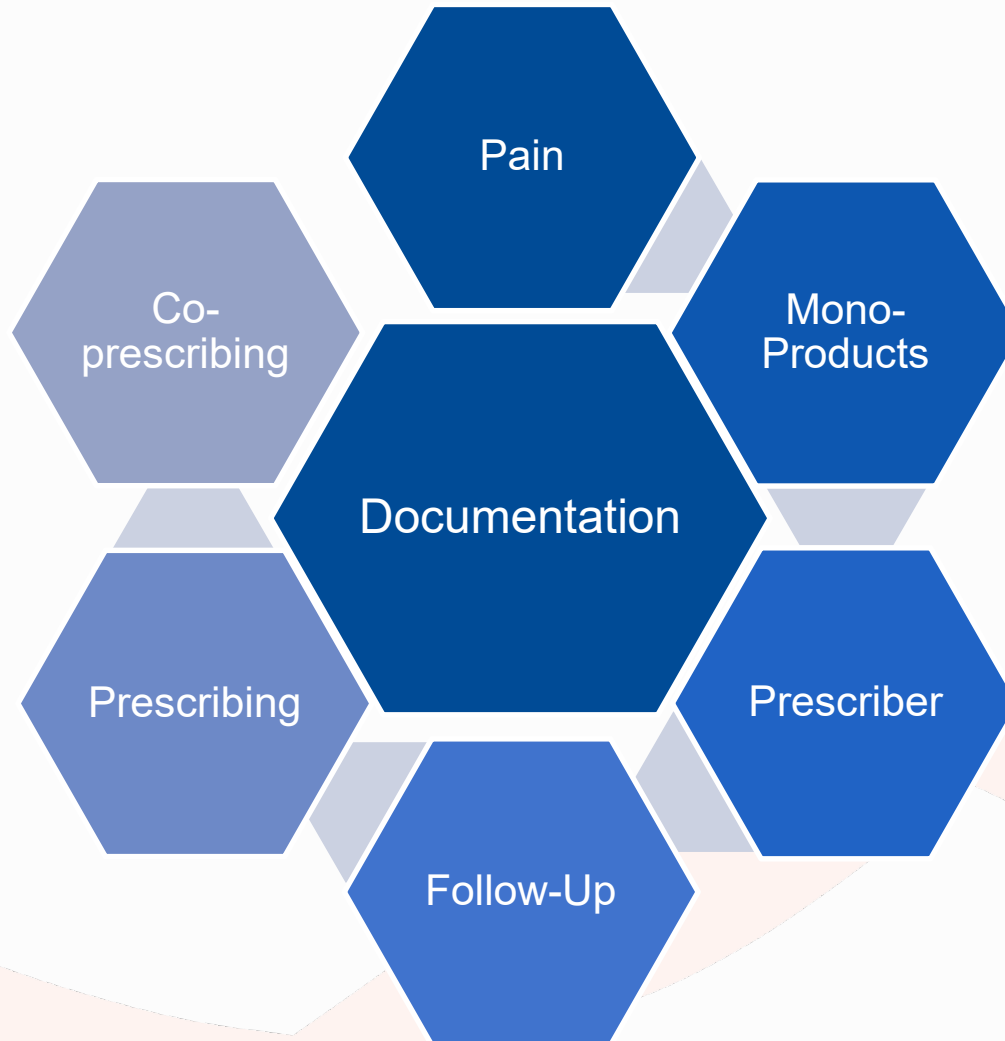 Pain
Co-
prescribing
Mono-
Products
Documentation
Prescribing
Prescriber
Follow-Up